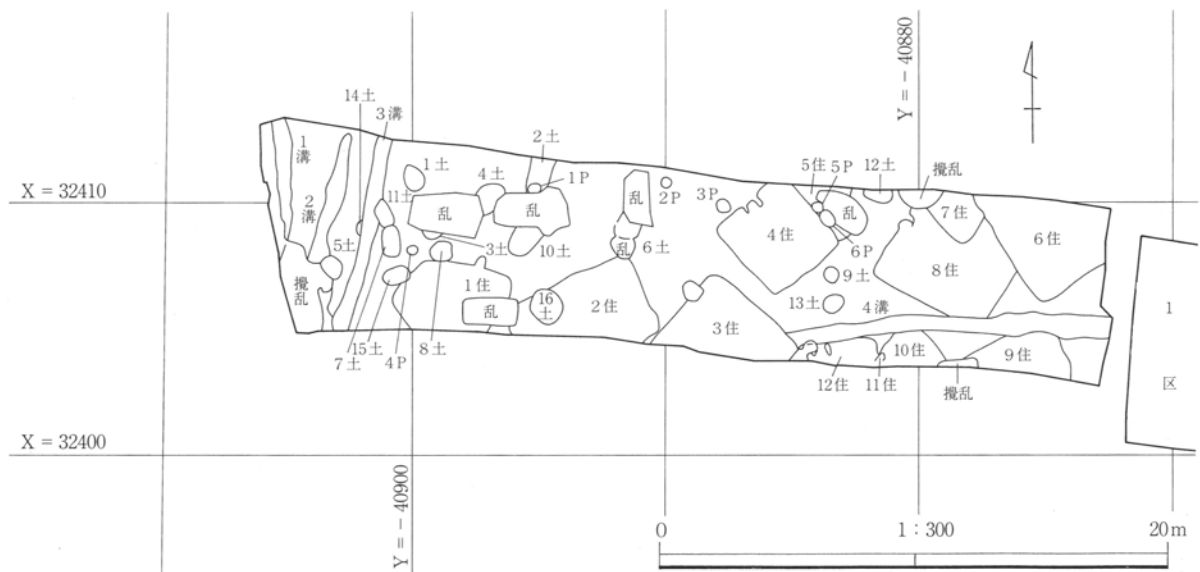 Y = － 40880
14土
3溝
1溝
2溝
1土
2土
4土
1P
2P
3P
5住
5P
12土
攪乱
X = 32410
11土
乱
乱
乱
乱
7住
6住
5土
3土
10土
乱
6土
4住
6P
9土
8住
攪乱
1住
乱
16土
2住
13土
4溝
3住
10住
9住
7土
15土
4P
8土
12住
11住
攪乱
1
区
X = 32400
Y = － 40900
0
1：300
20m